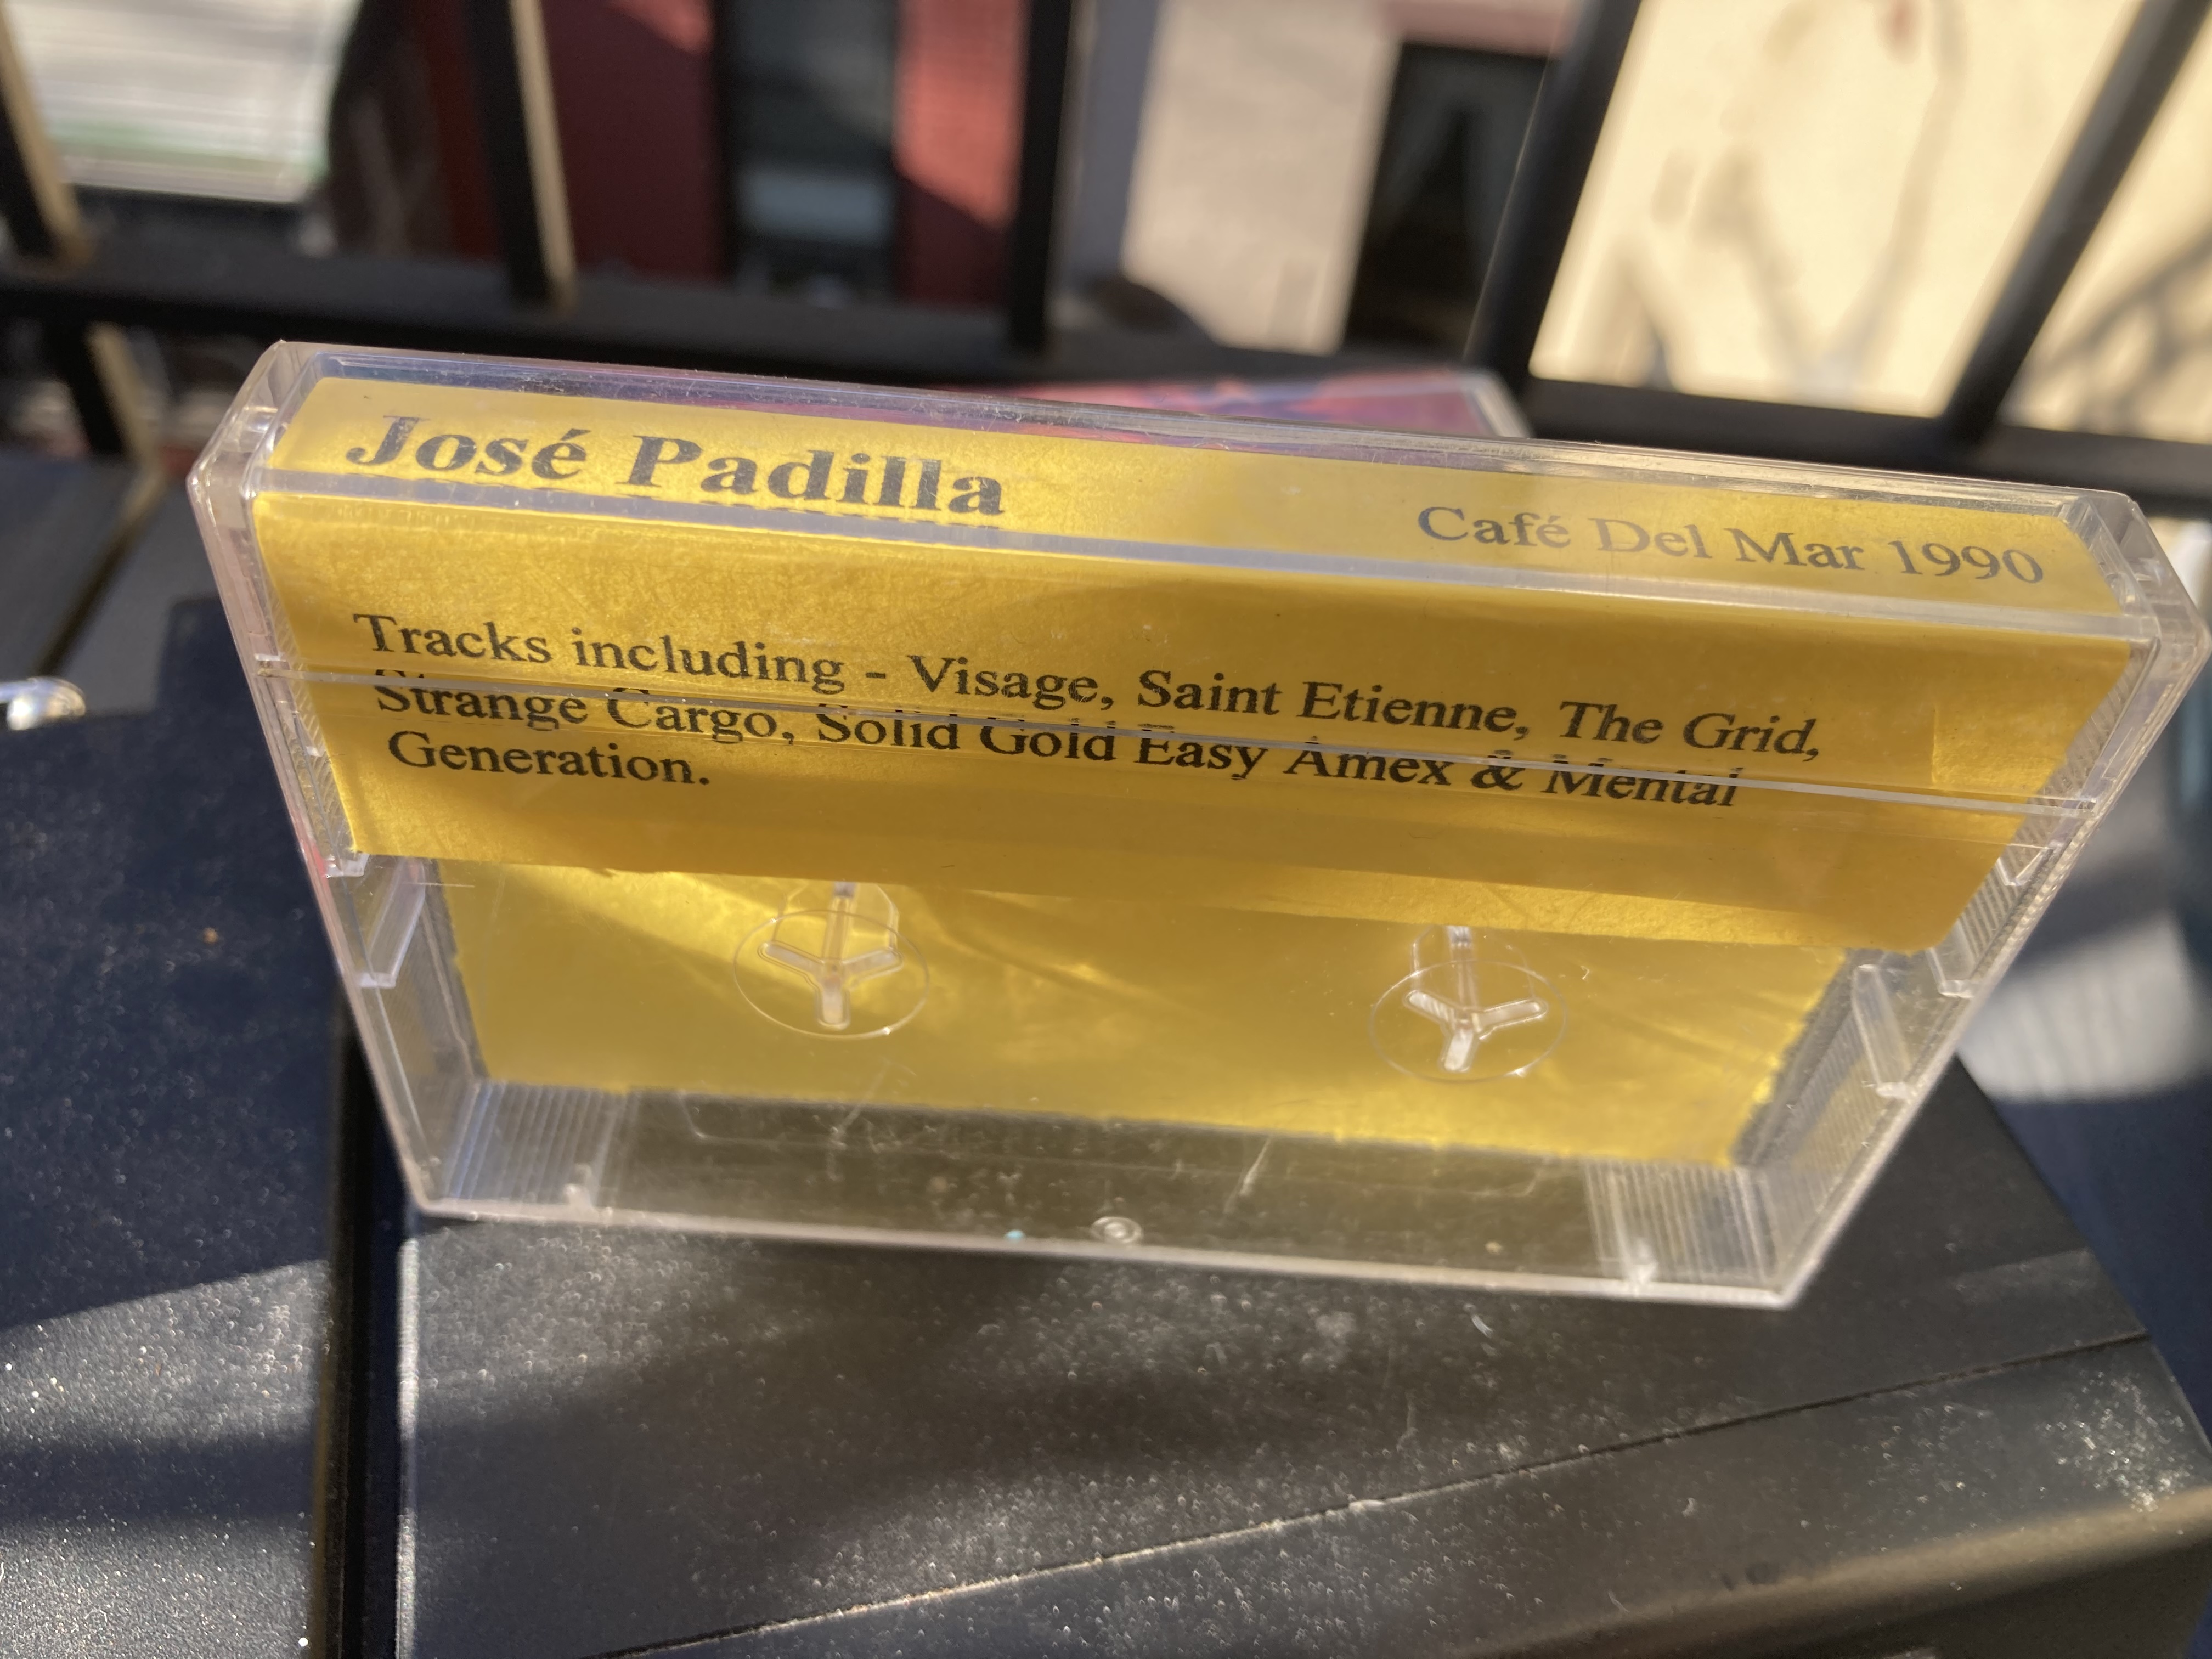 José Padilla
Café Del Mar 1990
Tracks including - Visage, Saint Etienne, The Grid,
Strange Cargo, Solid Gold Easy Amex & Mental
Generation.